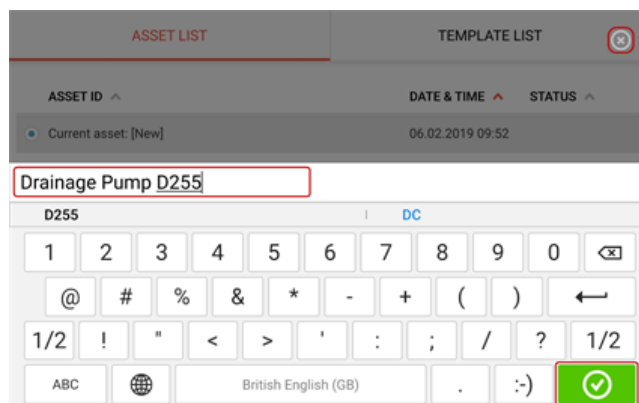 ASSET LIST TEMPLATE LIST
ASSET ID DATE & TIME STATUS
Current asset: [New] 06.02.2019 09:52
Drainage Pump D255
D255 DC
1 2 3 4 5 6 7 8 9 0
@ # % & * - + ( )
1/2 ! " < > ' : ; / ? 1/2
ABC British English (GB) . :-)